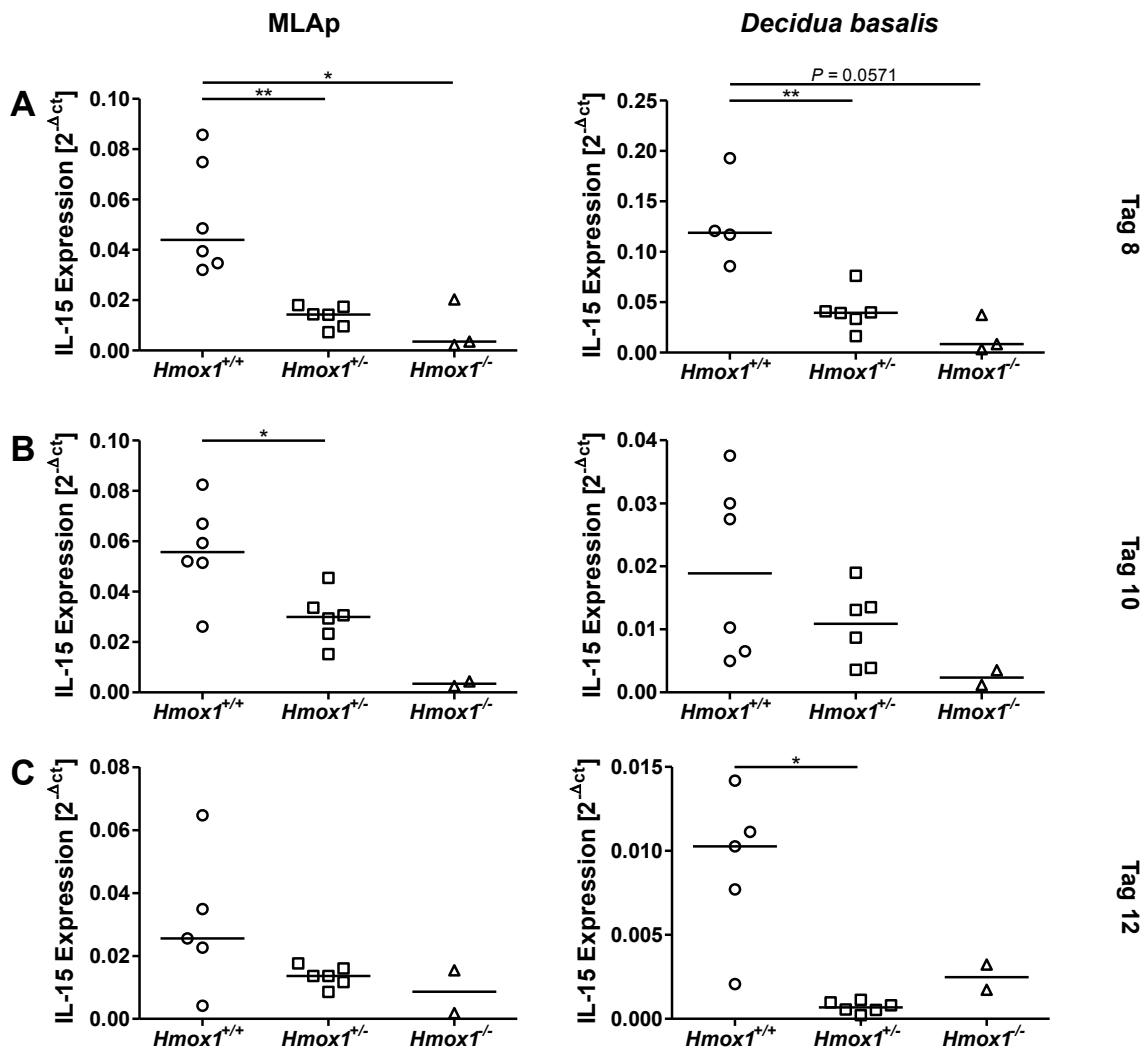 MLAp
Decidua basalis
A
IL-15 Expression [2^-Δct]
0.10
0.08
0.06
0.04
0.02
0.00
*
**
Hmox1+/+
Hmox1+/-
Hmox1-/-
IL-15 Expression [2^-Δct]
0.25
0.20
0.15
0.10
0.05
0.00
P = 0.0571
**
Hmox1+/+
Hmox1+/-
Hmox1-/-
Tag 8
B
IL-15 Expression [2^-Δct]
0.10
0.08
0.06
0.04
0.02
0.00
*
Hmox1+/+
Hmox1+/-
Hmox1-/-
IL-15 Expression [2^-Δct]
0.04
0.03
0.02
0.01
0.00
Hmox1+/+
Hmox1+/-
Hmox1-/-
Tag 10
C
IL-15 Expression [2^-Δct]
0.08
0.06
0.04
0.02
0.00
Hmox1+/+
Hmox1+/-
Hmox1-/-
IL-15 Expression [2^-Δct]
0.015
0.010
0.005
0.000
*
Hmox1+/+
Hmox1+/-
Hmox1-/-
Tag 12